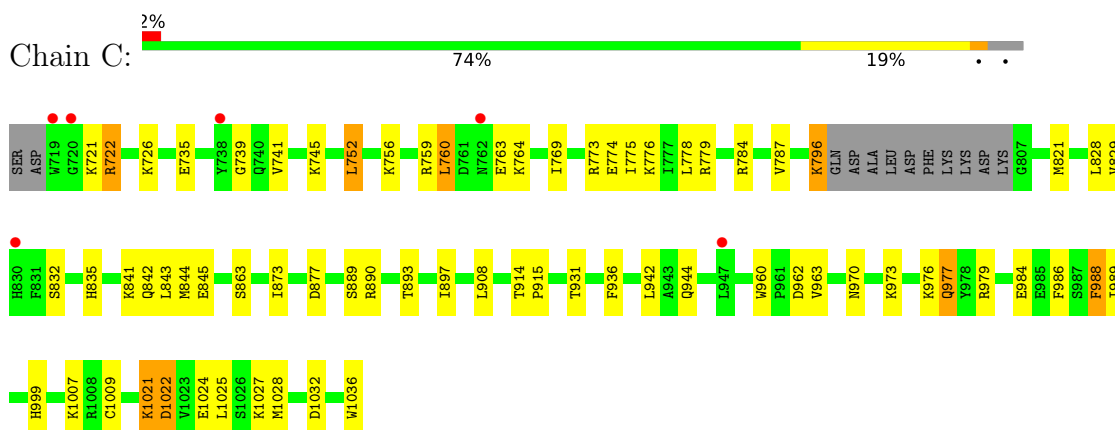 2%
Chain C:
74% 19% • •
SER ASP W719 G720 K721 R722 K726 E735 Y738 G739 Q740 V741 K745 L752 K756 R759 L760 D761 N762 E763 K764 I769 R773 E774 I775 K776 I777 L778 R779 R784 V787 K796 GLN ASP ALA LEU ASP ASP PHE LYS LYS ASP LYS G807 M821 L828 V829
H830 F831 S832 H835 K841 Q842 L843 M844 E845 S863 I873 D877 S889 R890 T893 I897 L908 T914 P915 T931 F936 L942 A943 Q944 L947 W960 P961 D962 V963 N970 K973 K976 Q977 Y978 R979 E984 E985 F986 S987 F988 I989
H999 K1007 R1008 C1009 K1021 D1022 V1023 E1024 L1025 S1026 K1027 M1028 D1032 W1036